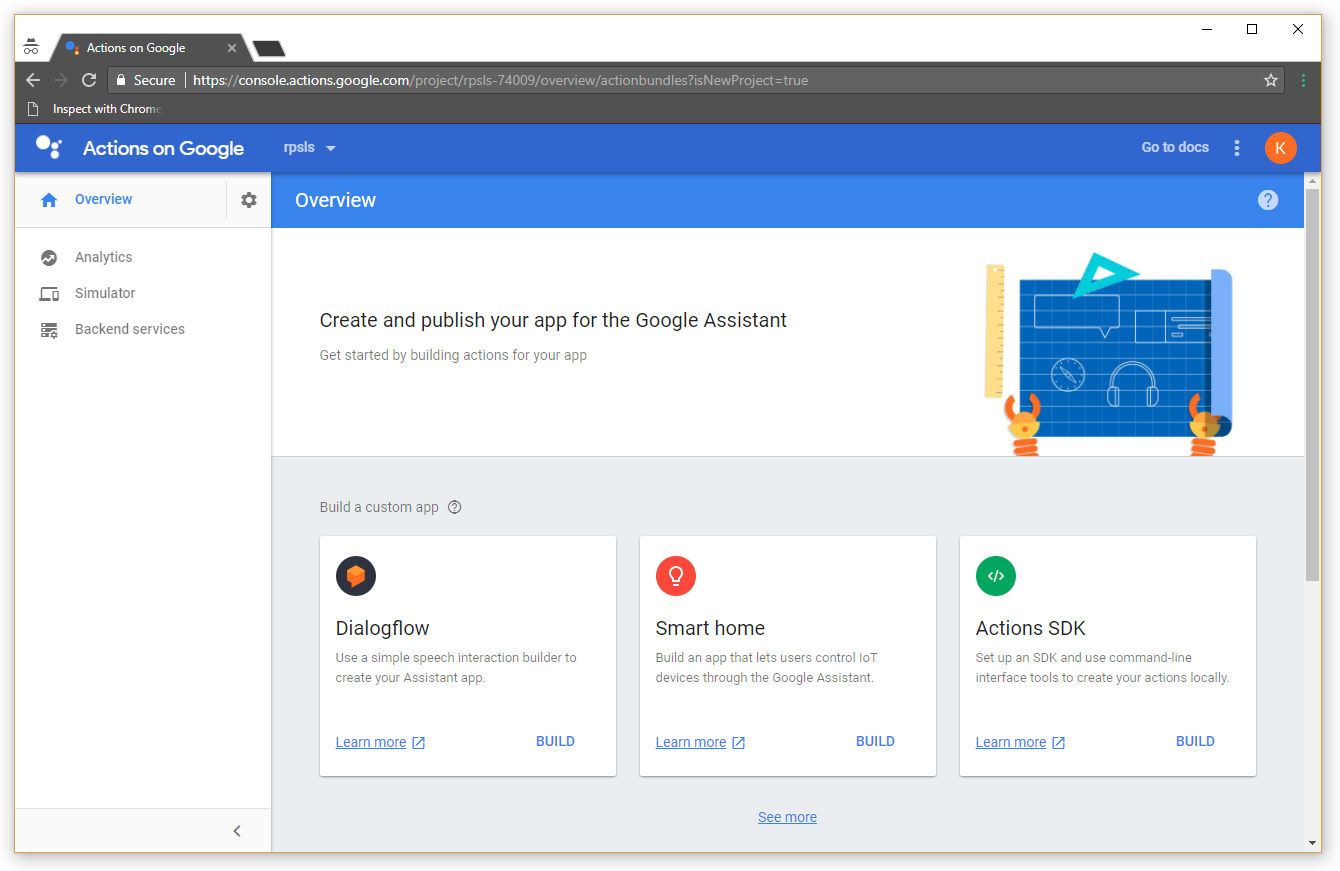 Actions on Google
Secure
https://console.actions.google.com/project/rpsls-74009/overview/actionbundles?isNewProject=true
Inspect with Chrome
Actions on Google
rpsls
Go to docs
K
Overview
Overview
?
Analytics
Simulator
Backend services
Create and publish your app for the Google Assistant
Get started by building actions for your app
Build a custom app ?
Dialogflow
Use a simple speech interaction builder to
create your Assistant app.
Learn more
BUILD
Smart home
Build an app that lets users control IoT
devices through the Google Assistant.
Learn more
BUILD
</>
Actions SDK
Set up an SDK and use command-line
interface tools to create your actions locally.
Learn more
BUILD
See more